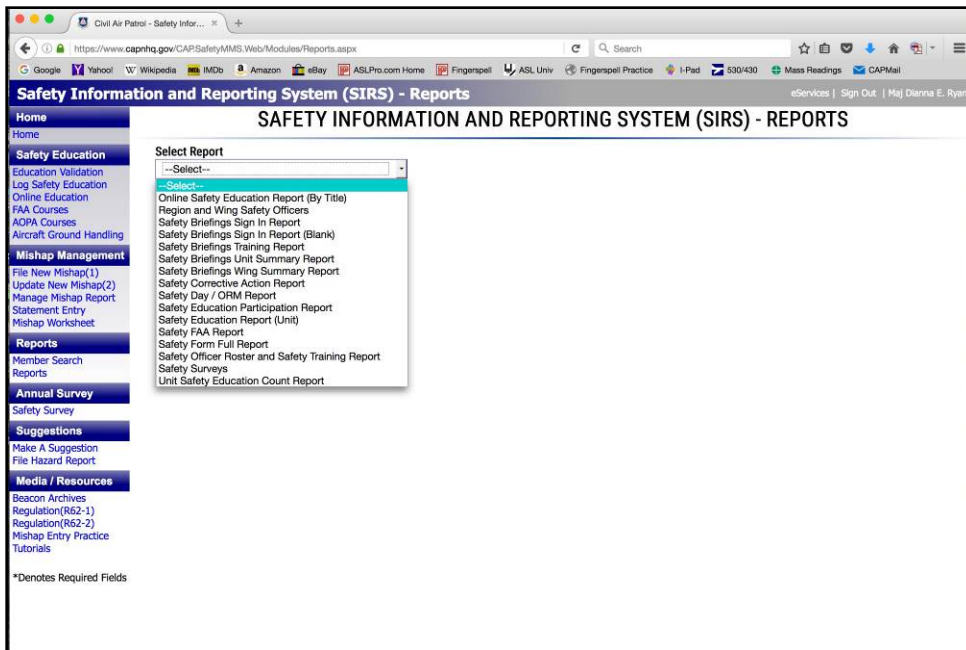 Civil Air Patrol - Safety Infor... × +
https://www.capnhq.gov/CAP.SafetyMMS.Web/Modules/Reports.aspx Search
Google Yahoo! Wikipedia IMDb Amazon eBay ASLPro.com Home Fingerspell ASL Univ Fingerspell Practice I-Pad 530/430 Mass Readings CAPMail
Safety Information and Reporting System (SIRS) - Reports eServices | Sign Out | Maj Dianna E. Ryan
SAFETY INFORMATION AND REPORTING SYSTEM (SIRS) - REPORTS
Home
Home
Safety Education
Education Validation
Log Safety Education
Online Education
FAA Courses
AOPA Courses
Aircraft Ground Handling
Mishap Management
File New Mishap(1)
Update New Mishap(2)
Manage Mishap Report
Statement Entry
Mishap Worksheet
Reports
Member Search
Reports
Annual Survey
Safety Survey
Suggestions
Make A Suggestion
File Hazard Report
Media / Resources
Beacon Archives
Regulation(R62-1)
Regulation(R62-2)
Mishap Entry Practice
Tutorials
*Denotes Required Fields
Select Report
--Select--
--Select--
Online Safety Education Report (By Title)
Region and Wing Safety Officers
Safety Briefings Sign In Report
Safety Briefings Sign In Report (Blank)
Safety Briefings Training Report
Safety Briefings Unit Summary Report
Safety Briefings Wing Summary Report
Safety Corrective Action Report
Safety Day / ORM Report
Safety Education Participation Report
Safety Education Report (Unit)
Safety FAA Report
Safety Form Full Report
Safety Officer Roster and Safety Training Report
Safety Surveys
Unit Safety Education Count Report